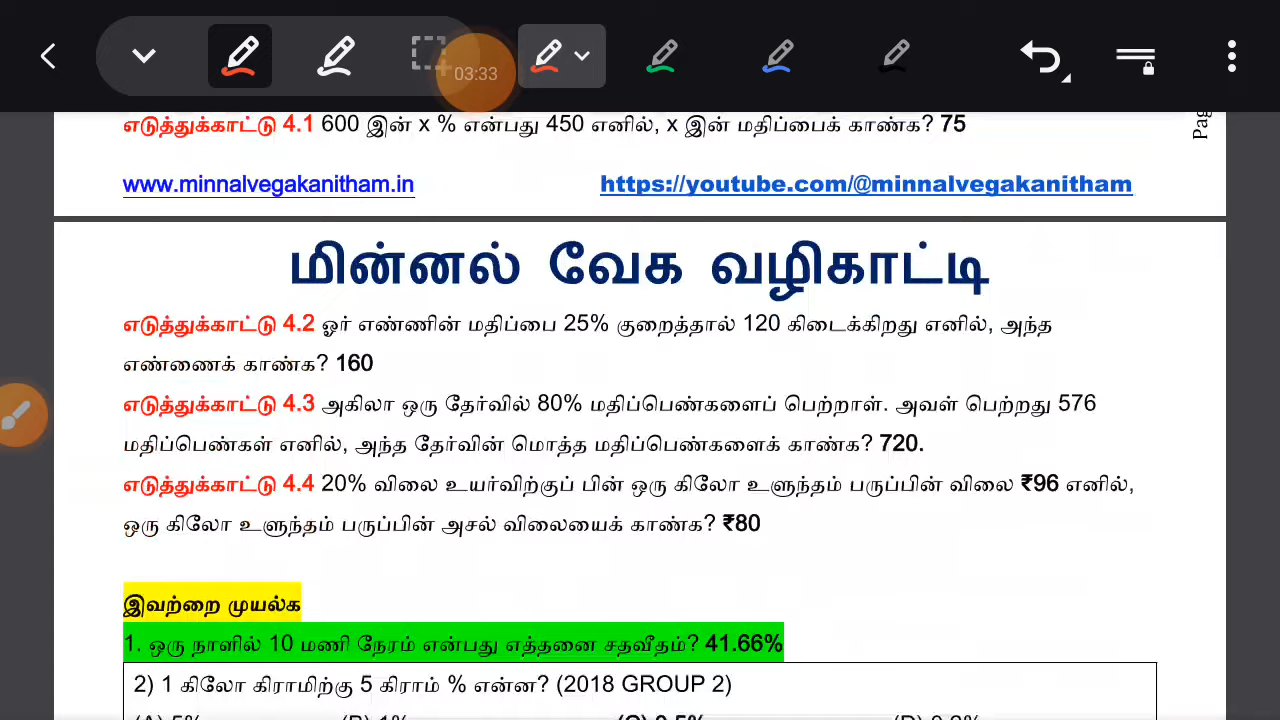 03:33
எடுத்துக்காட்டு 4.1 600 இன் x % என்பது 450 எனில், x இன் மதிப்பைக் காண்க? 75
www.minnalvegakanitham.in https://youtube.com/@minnalvegakanitham
மின்னல் வேக வழிகாட்டி
எடுத்துக்காட்டு 4.2 ஓர் எண்ணின் மதிப்பை 25% குறைத்தால் 120 கிடைக்கிறது எனில், அந்த
எண்ணைக் காண்க? 160
எடுத்துக்காட்டு 4.3 அகிலா ஒரு தேர்வில் 80% மதிப்பெண்களைப் பெற்றாள். அவள் பெற்றது 576
மதிப்பெண்கள் எனில், அந்த தேர்வின் மொத்த மதிப்பெண்களைக் காண்க? 720.
எடுத்துக்காட்டு 4.4 20% விலை உயர்விற்குப் பின் ஒரு கிலோ உளுந்தம் பருப்பின் விலை ₹96 எனில்,
ஒரு கிலோ உளுந்தம் பருப்பின் அசல் விலையைக் காண்க? ₹80
இவற்றை முயல்க
1. ஒரு நாளில் 10 மணி நேரம் என்பது எத்தனை சதவீதம்? 41.66%
2) 1 கிலோ கிராமிற்கு 5 கிராம் % என்ன? (2018 GROUP 2)